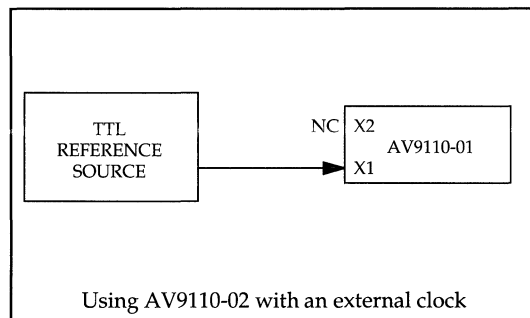 TTL
REFERENCE
SOURCE
NC X2
AV9110-01
X1
Using AV9110-02 with an external clock